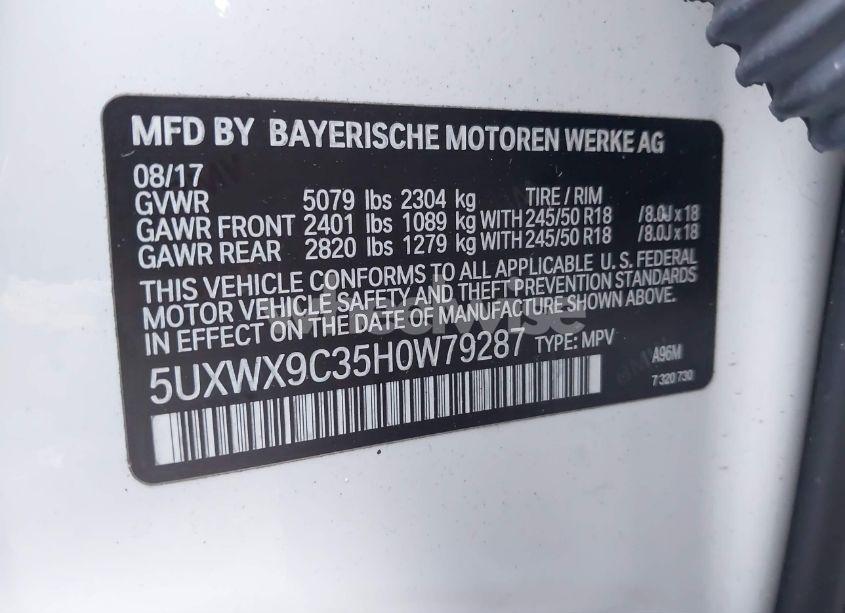 MFD BY BAYERISCHE MOTOREN WERKE AG
08/17
GVWR 5079 lbs 2304 kg TIRE / RIM
GAWR FRONT 2401 lbs 1089 kg WITH 245/50 R18 / 8.0J x 18
GAWR REAR 2820 lbs 1279 kg WITH 245/50 R18 / 8.0J x 18
THIS VEHICLE CONFORMS TO ALL APPLICABLE U. S. FEDERAL
MOTOR VEHICLE SAFETY AND THEFT PREVENTION STANDARDS
IN EFFECT ON THE DATE OF MANUFACTURE SHOWN ABOVE.
5UXWX9C35H0W79287 TYPE: MPV A96M
7 320 730